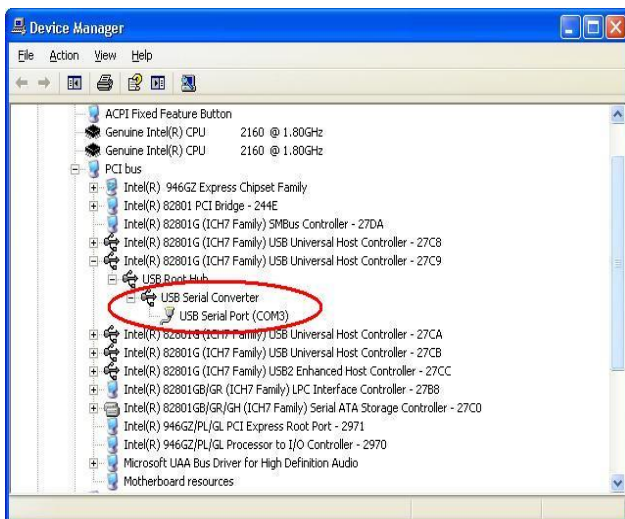 Device Manager
File Action View Help
ACPI Fixed Feature Button
Genuine Intel(R) CPU 2160 @ 1.80GHz
Genuine Intel(R) CPU 2160 @ 1.80GHz
PCI bus
Intel(R) 946GZ Express Chipset Family
Intel(R) 82801 PCI Bridge - 244E
Intel(R) 82801G (ICH7 Family) SMBus Controller - 27DA
Intel(R) 82801G (ICH7 Family) USB Universal Host Controller - 27C8
Intel(R) 82801G (ICH7 Family) USB Universal Host Controller - 27C9
USB Root Hub
USB Serial Converter
USB Serial Port (COM3)
Intel(R) 82801G (ICH7 Family) USB Universal Host Controller - 27CA
Intel(R) 82801G (ICH7 Family) USB Universal Host Controller - 27CB
Intel(R) 82801G (ICH7 Family) USB2 Enhanced Host Controller - 27CC
Intel(R) 82801GB/GR (ICH7 Family) LPC Interface Controller - 27B8
Intel(R) 82801GB/GR/GH (ICH7 Family) Serial ATA Storage Controller - 27C0
Intel(R) 946GZ/PL/GL PCI Express Root Port - 2971
Intel(R) 946GZ/PL/GL Processor to I/O Controller - 2970
Microsoft UAA Bus Driver for High Definition Audio
Motherboard resources